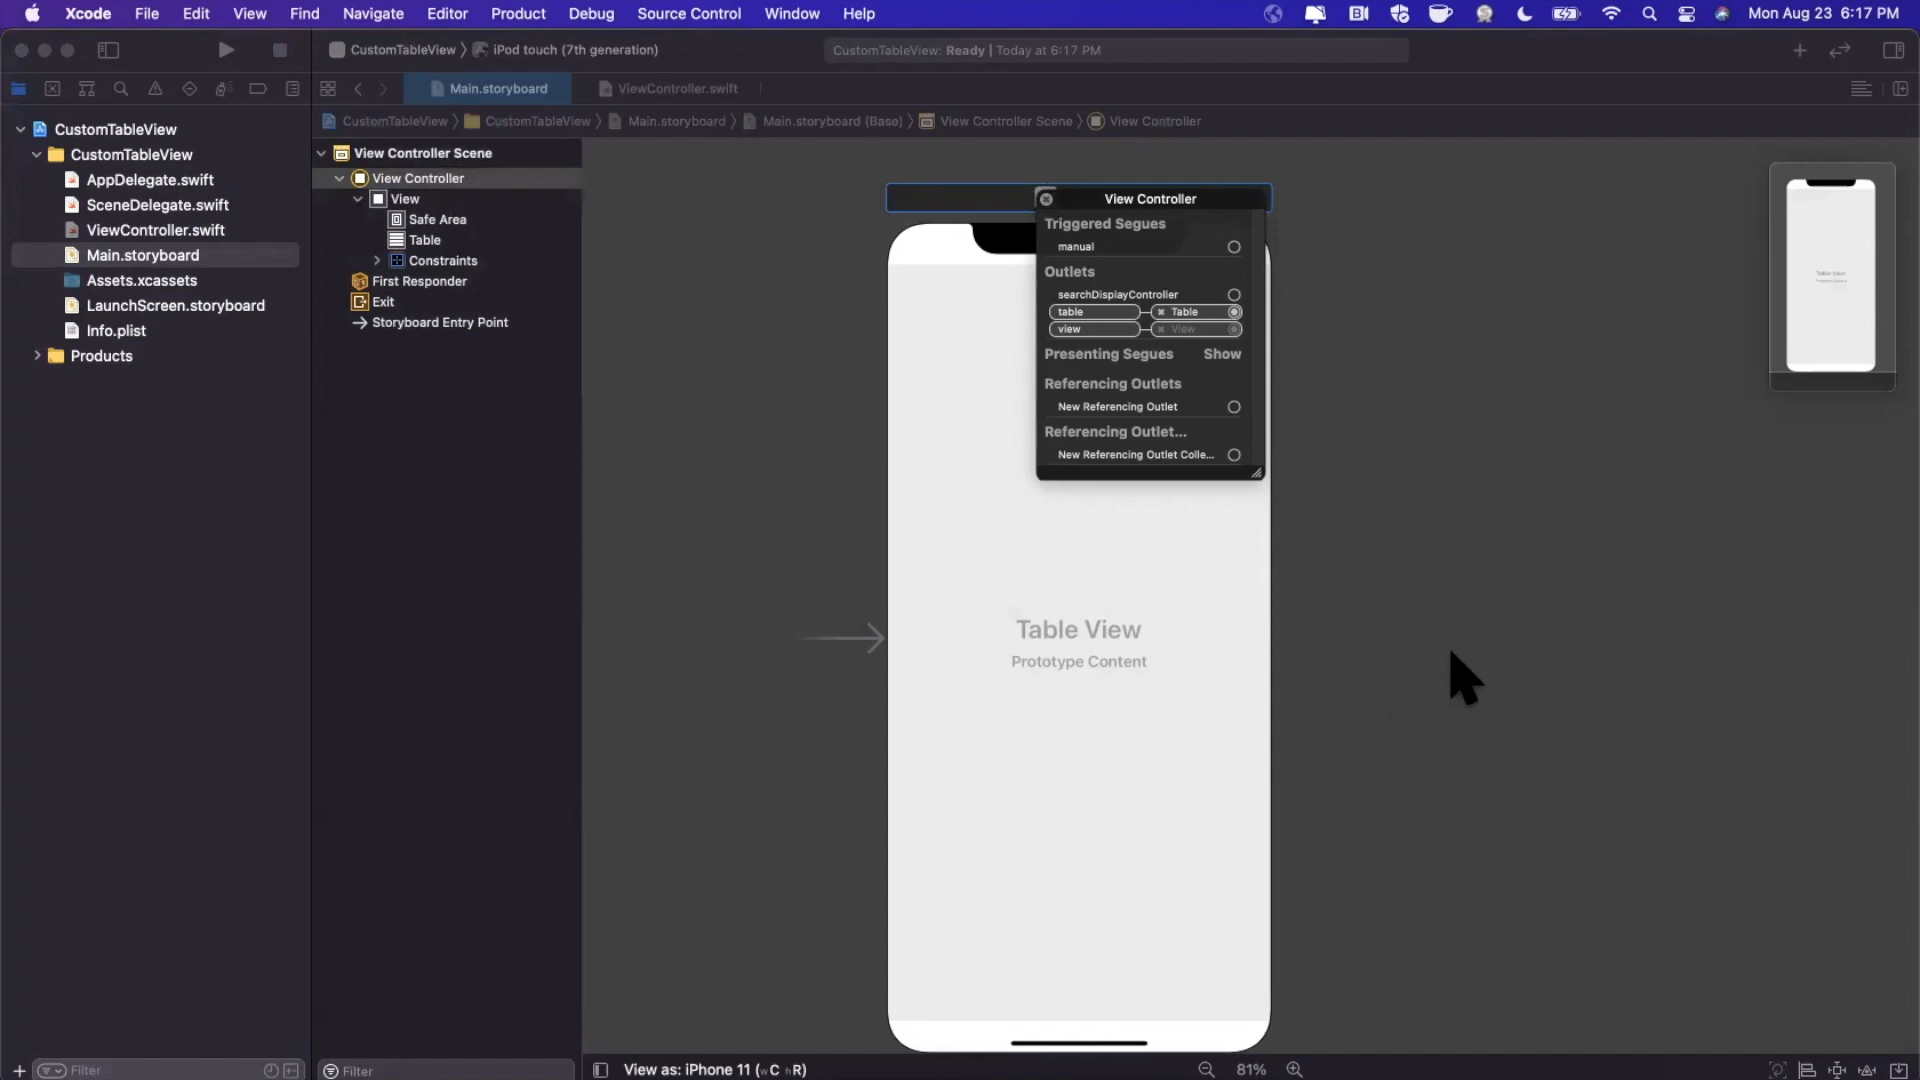 Xcode File Edit View Find Navigate Editor Product Debug Source Control Window Help Mon Aug 23 6:17 PM
CustomTableView 〉 iPod touch (7th generation)
CustomTableView: Ready | Today at 6:17 PM
Main.storyboard
ViewController.swift
CustomTableView 〉 CustomTableView 〉 Main.storyboard 〉 Main.storyboard (Base) 〉 View Controller Scene 〉 View Controller
CustomTableView
CustomTableView
AppDelegate.swift
SceneDelegate.swift
ViewController.swift
Main.storyboard
Assets.xcassets
LaunchScreen.storyboard
Info.plist
Products
View Controller Scene
View Controller
View
Safe Area
Table
Constraints
First Responder
Exit
Storyboard Entry Point
View Controller
Triggered Segues
manual
Outlets
searchDisplayController
table Table
view View
Presenting Segues Show
Referencing Outlets
New Referencing Outlet
Referencing Outlet...
New Referencing Outlet Colle...
Table View
Prototype Content
Table View
Prototype Content
Filter
Filter
View as: iPhone 11 (wC hR)
81%